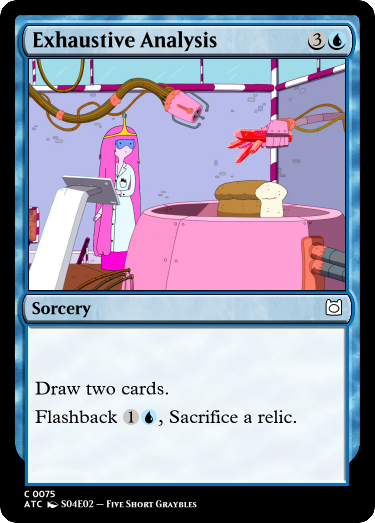 Exhaustive Analysis 3
Sorcery
Draw two cards.
Flashback 1, Sacrifice a relic.
C 0075
ATC S04E02 – Five Short Graybles